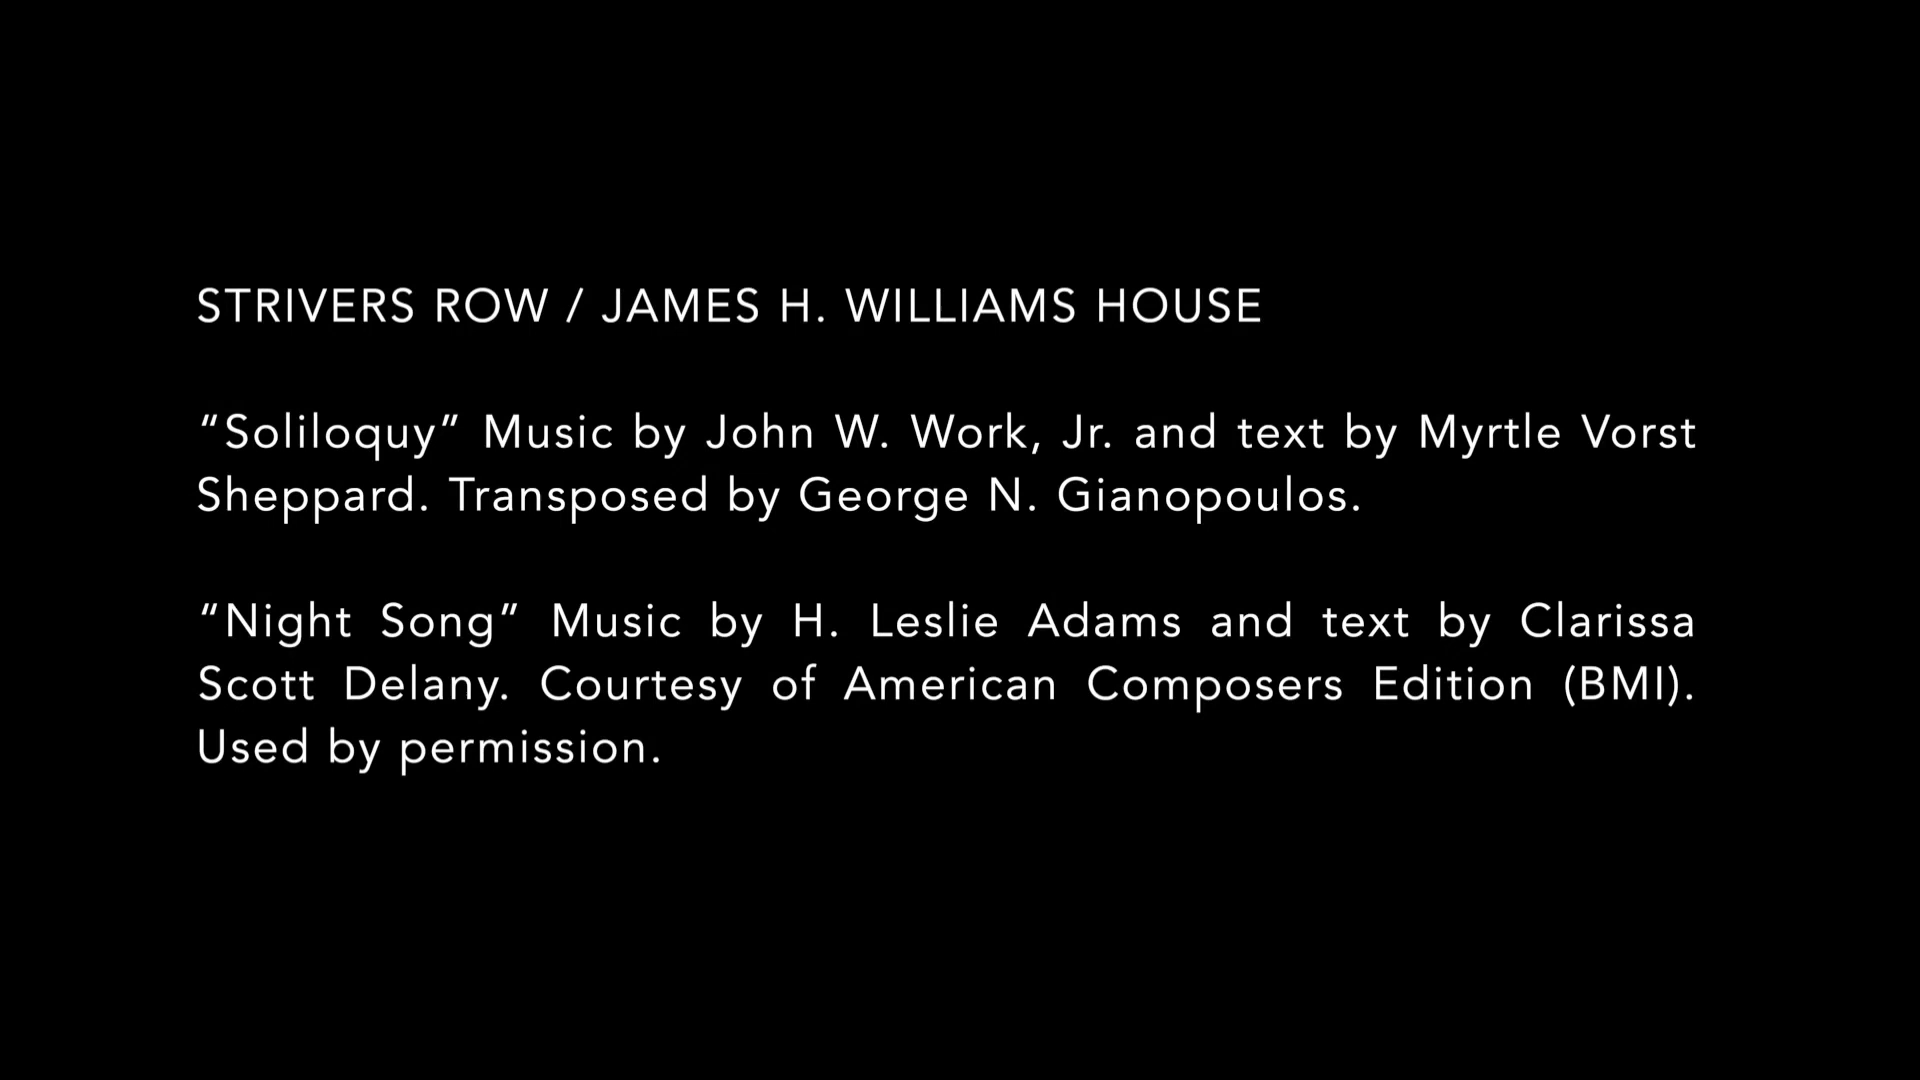 STRIVERS ROW / JAMES H. WILLIAMS HOUSE
“Soliloquy” Music by John W. Work, Jr. and text by Myrtle Vorst
Sheppard. Transposed by George N. Gianopoulos.
“Night Song” Music by H. Leslie Adams and text by Clarissa
Scott Delany. Courtesy of American Composers Edition (BMI).
Used by permission.